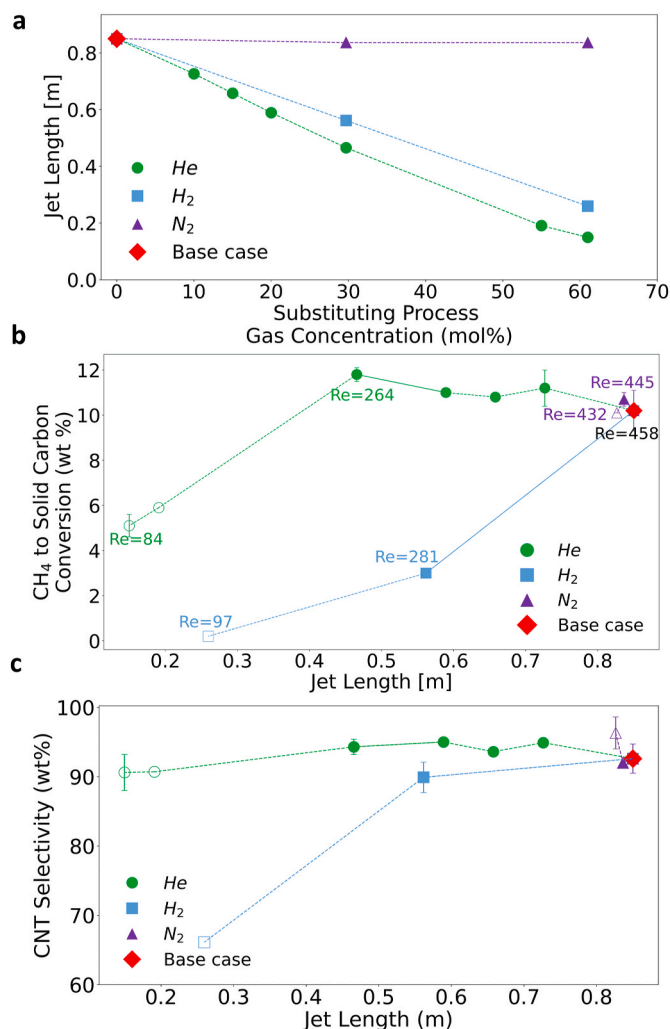 a
Jet Length [m]
0.8
0.6
0.4
0.2
0.0
He
H₂
N₂
Base case
0 10 20 30 40 50 60 70
Substituting Process
Gas Concentration (mol%)
b
CH₄ to Solid Carbon
Conversion (wt %)
12
10
8
6
4
2
0
Re=84
Re=264
Re=97
Re=281
Re=445
Re=432
Re=458
He
H₂
N₂
Base case
0.2 0.3 0.4 0.5 0.6 0.7 0.8
Jet Length [m]
c
CNT Selectivity (wt%)
100
90
80
70
60
He
H₂
N₂
Base case
0.2 0.3 0.4 0.5 0.6 0.7 0.8
Jet Length (m)